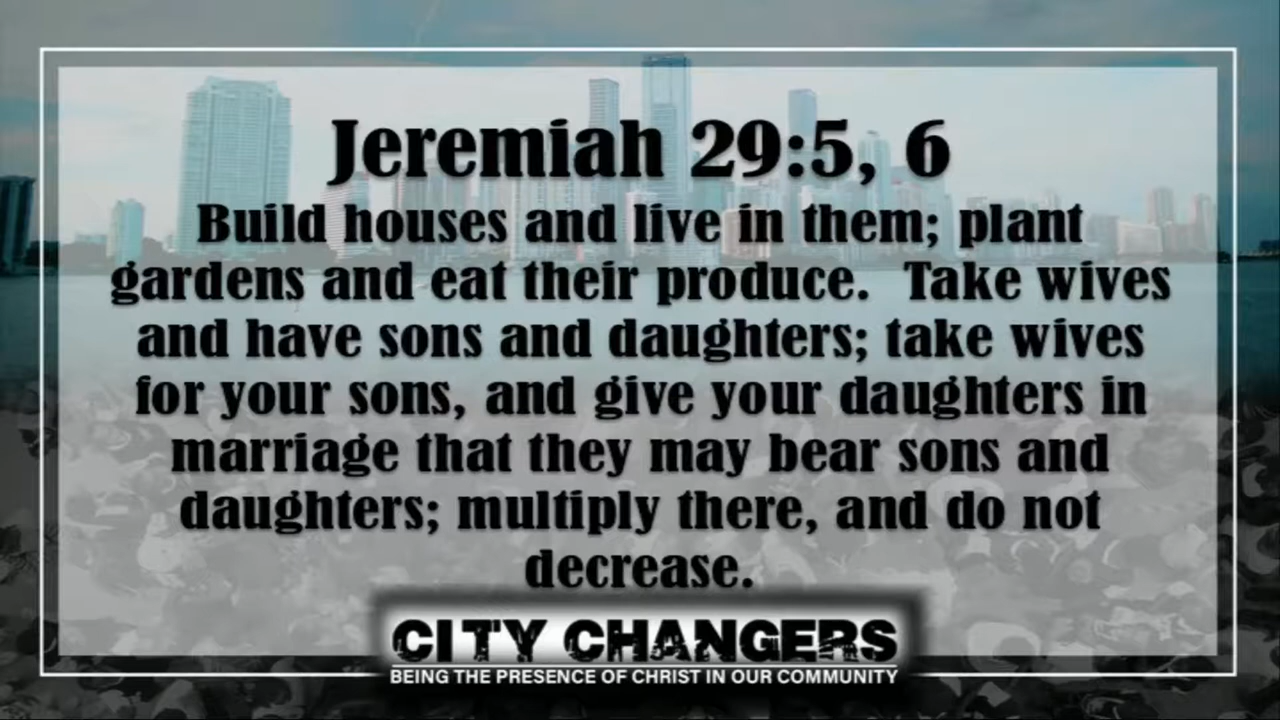 Jeremiah 29:5, 6
Build houses and live in them; plant
gardens and eat their produce.  Take wives
and have sons and daughters; take wives
for your sons, and give your daughters in
marriage that they may bear sons and
daughters; multiply there, and do not
decrease.
CITY CHANGERS
BEING THE PRESENCE OF CHRIST IN OUR COMMUNITY